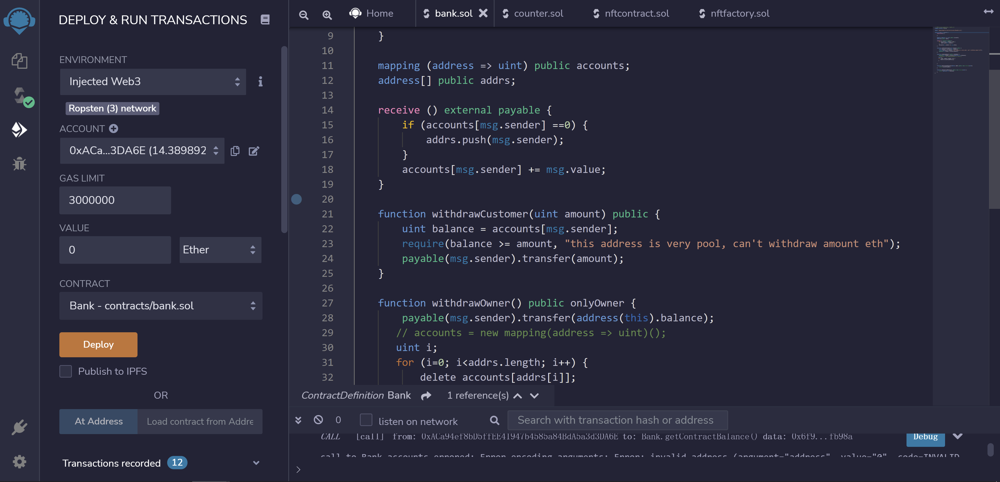 DEPLOY & RUN TRANSACTIONS
ENVIRONMENT
Injected Web3
Ropsten (3) network
ACCOUNT
0xACa...3DA6E (14.389892
GAS LIMIT
3000000
VALUE
0
Ether
CONTRACT
Bank - contracts/bank.sol
Deploy
Publish to IPFS
OR
At Address
Load contract from Addre
Transactions recorded 12
Home
bank.sol
counter.sol
nftcontract.sol
nftfactory.sol
9 }
10
11 mapping (address => uint) public accounts;
12 address[] public addrs;
13
14 receive () external payable {
15 if (accounts[msg.sender] ==0) {
16 addrs.push(msg.sender);
17 }
18 accounts[msg.sender] += msg.value;
19 }
20
21 function withdrawCustomer(uint amount) public {
22 uint balance = accounts[msg.sender];
23 require(balance >= amount, "this address is very pool, can't withdraw amount eth");
24 payable(msg.sender).transfer(amount);
25 }
26
27 function withdrawOwner() public onlyOwner {
28 payable(msg.sender).transfer(address(this).balance);
29 // accounts = new mapping(address => uint)();
30 uint i;
31 for (i=0; i<addrs.length; i++) {
32 delete accounts[addrs[i]];
ContractDefinition Bank 1 reference(s)
0
listen on network
Search with transaction hash or address
CALL [call] from: 0xACa94ef8bD5ffEE41947b4585a84BdA5a3d3DA6E to: Bank.getContractBalance() data: 0x6f9...fb98a
Debug
call to Bank.accounts errored: Error encoding arguments: Error: invalid address (argument="address", value="0", code=INVALID_
>